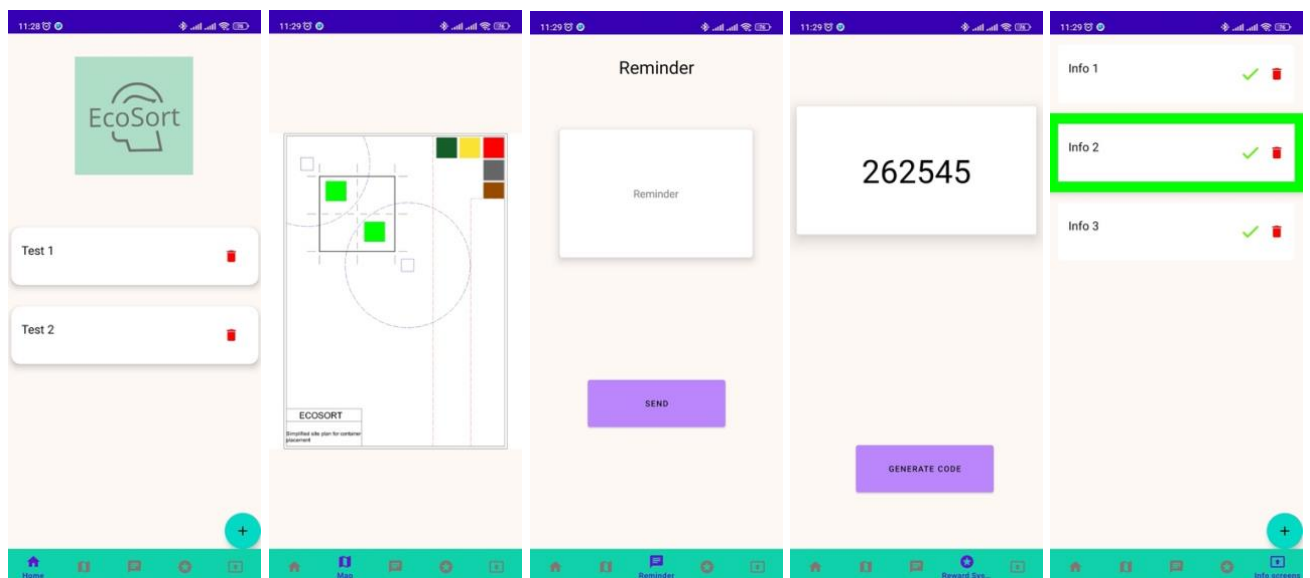 11:28
EcoSort
Test 1
Test 2
Home
11:29
ECOSORT
Simplified site plan for container
placement
Map
11:29
Reminder
Reminder
SEND
Reminder
11:29
262545
GENERATE CODE
Reward Sys...
11:29
Info 1
Info 2
Info 3
Info screens